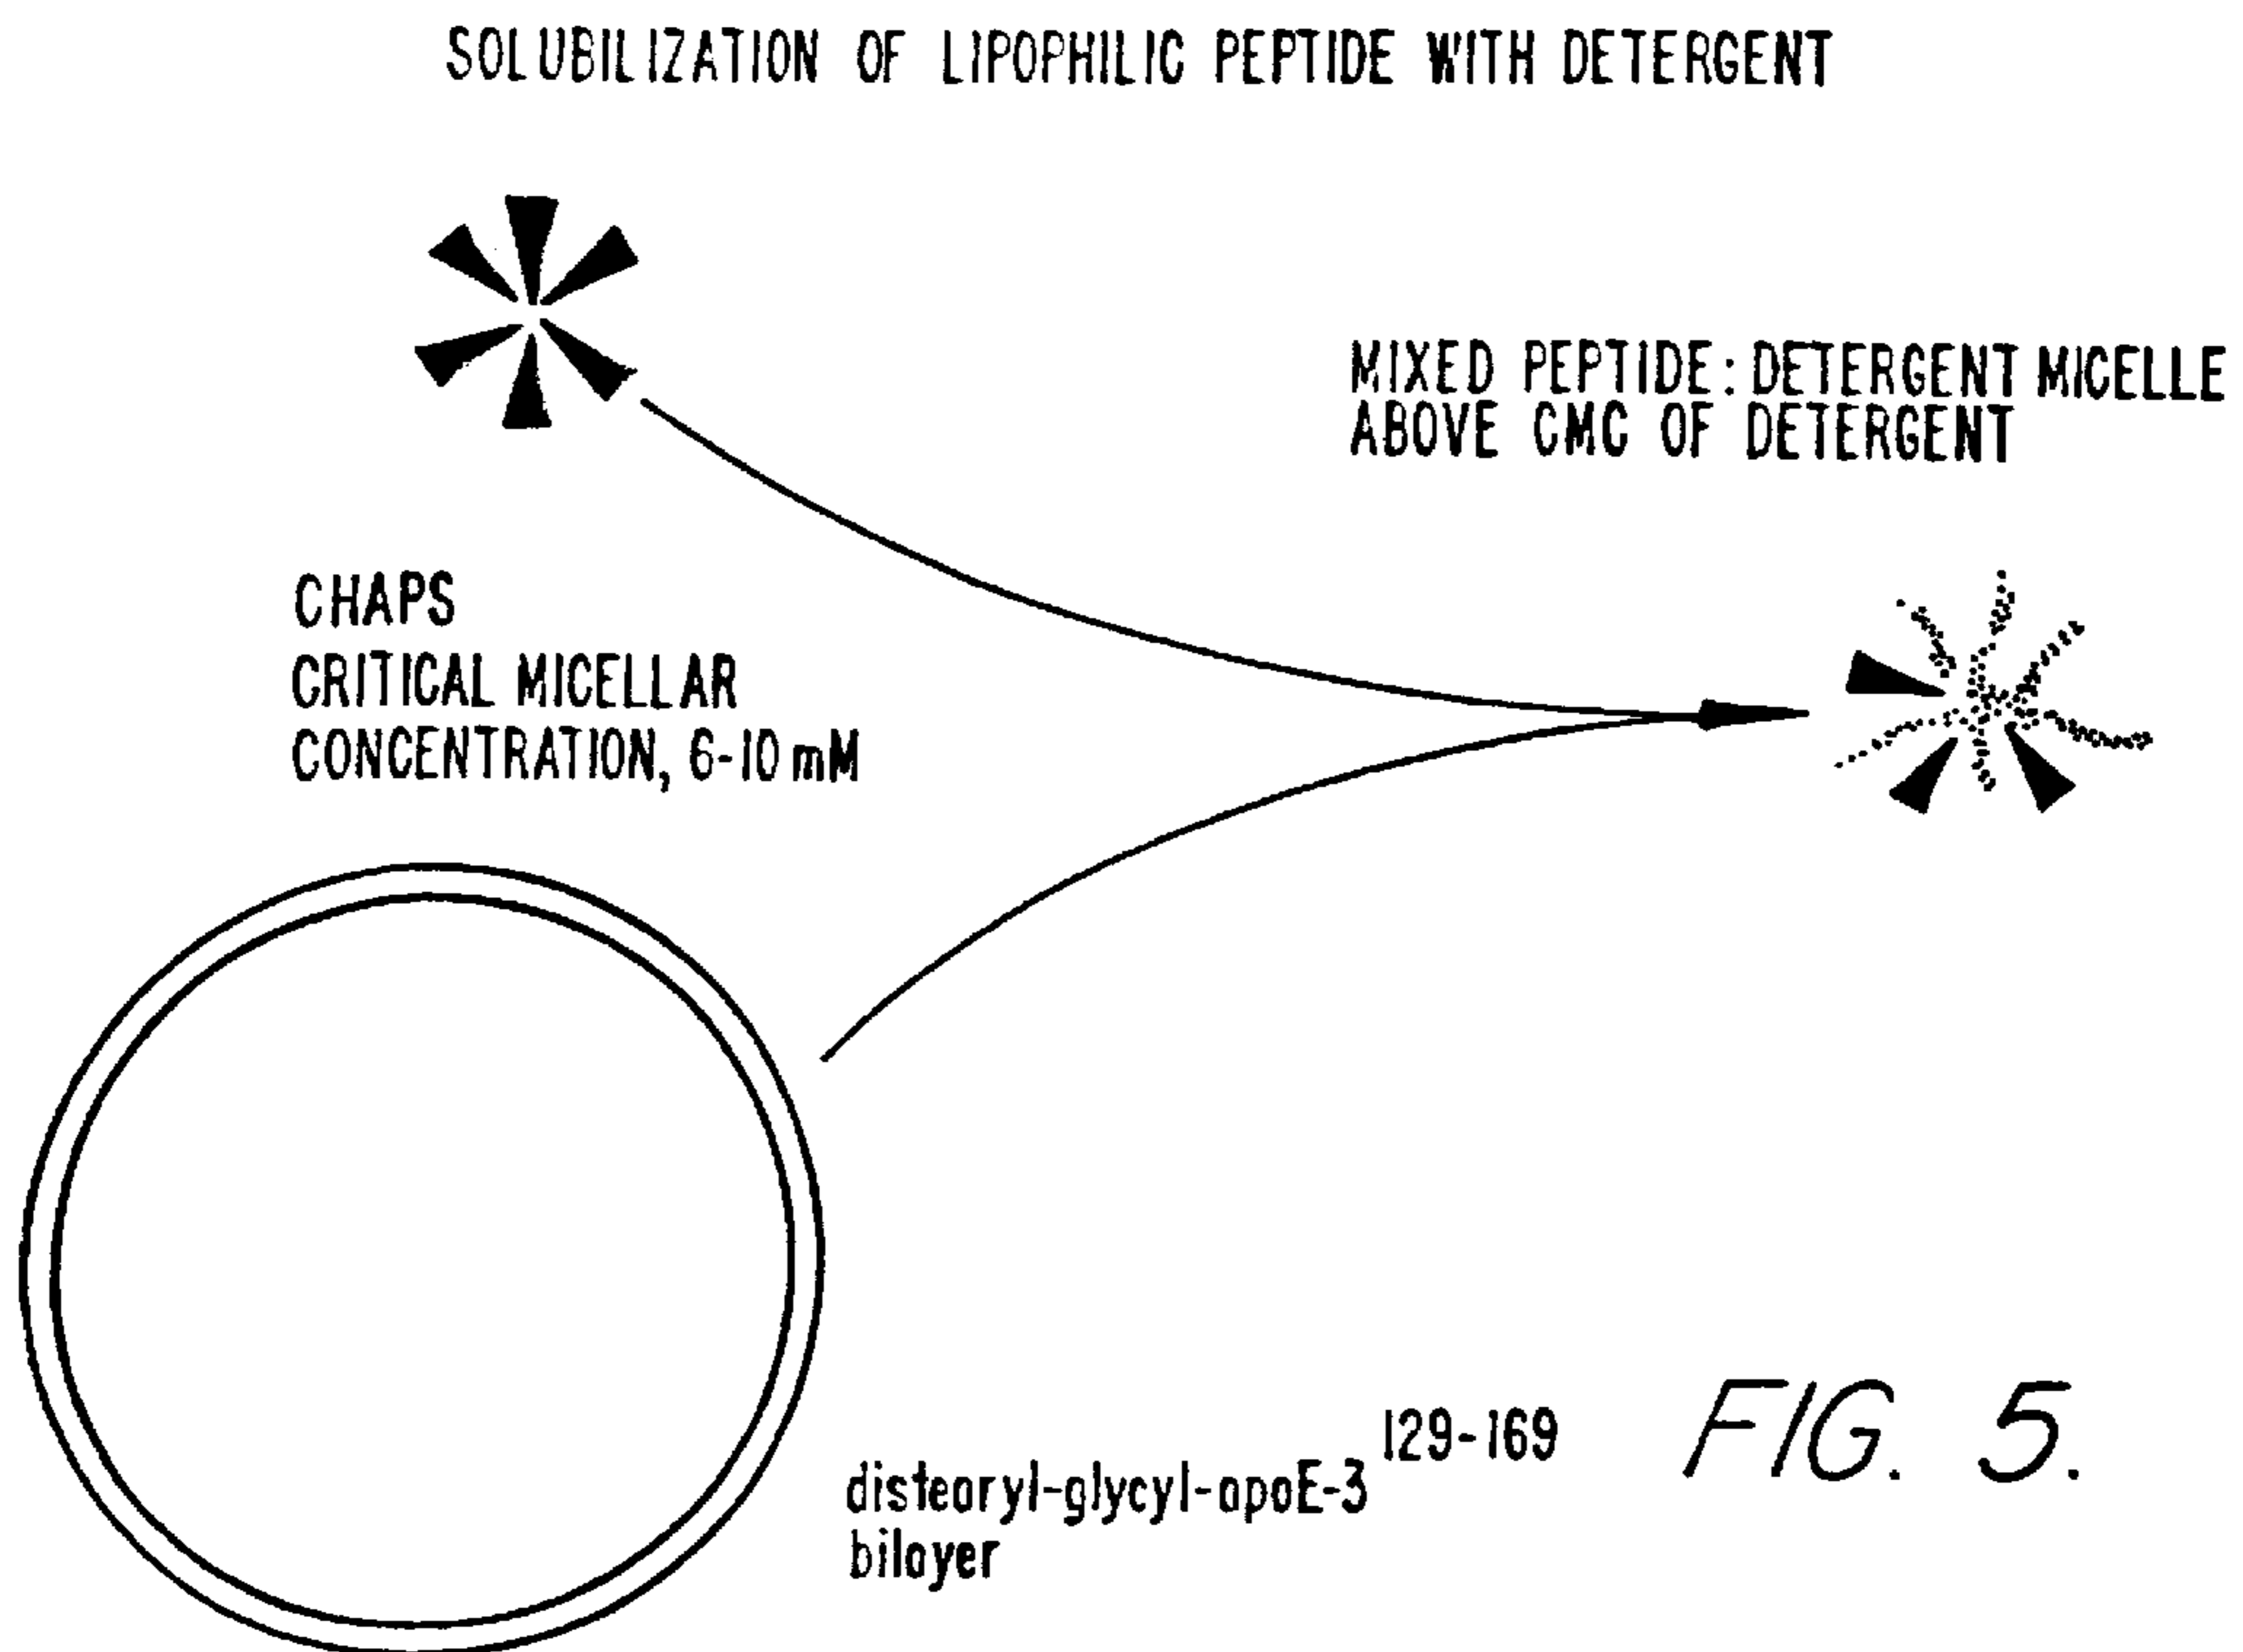 SOLUBILIZATION OF LIPOPHILIC PEPTIDE WITH DETERGENT
MIXED PEPTIDE: DETERGENT MICELLE
ABOVE CMC OF DETERGENT
CHAPS
CRITICAL MICELLAR
CONCENTRATION, 6-10 mM
distearyl-glycyl-apoE-3 129-169
bilayer
FIG. 5.